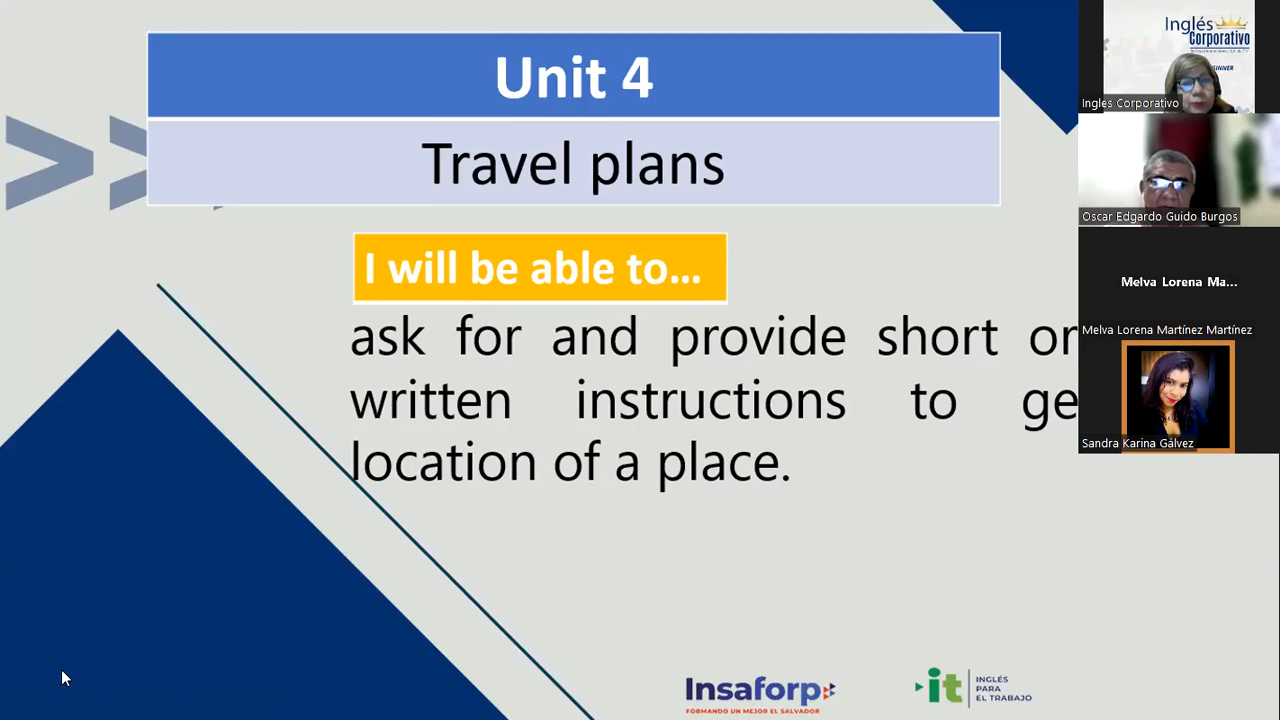 Unit 4
Travel plans
I will be able to...
ask for and provide short or
written instructions to ge
location of a place.
Insaforp
FORMANDO UN MEJOR EL SALVADOR
it
INGLÉS
PARA
EL TRABAJO
Inglés
Corporativo
Inglés Corporativo
Oscar Edgardo Guido Burgos
Melva Lorena Ma...
Melva Lorena Martínez Martínez
Sandra Karina Gálvez